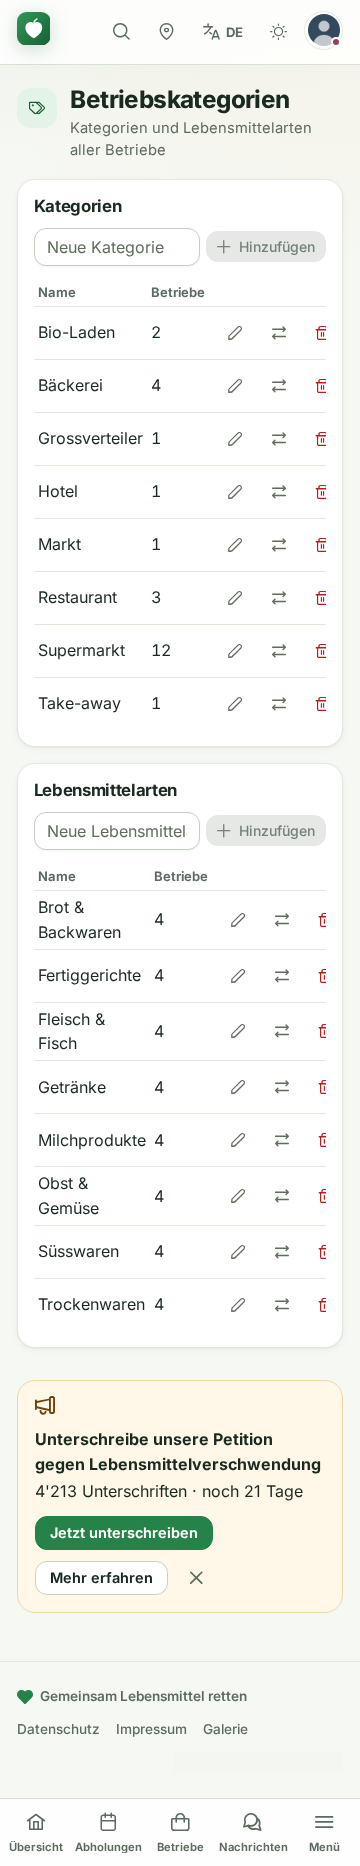 DE
Betriebskategorien
Kategorien und Lebensmittelarten
aller Betriebe
Kategorien
Neue Kategorie
Hinzufügen
Name Betriebe
Bio-Laden 2
Bäckerei 4
Grossverteiler 1
Hotel 1
Markt 1
Restaurant 3
Supermarkt 12
Take-away 1
Lebensmittelarten
Neue Lebensmittel
Hinzufügen
Name Betriebe
Brot &
Backwaren 4
Fertiggerichte 4
Fleisch &
Fisch 4
Getränke 4
Milchprodukte 4
Obst &
Gemüse 4
Süsswaren 4
Trockenwaren 4
Unterschreibe unsere Petition
gegen Lebensmittelverschwendung
4'213 Unterschriften · noch 21 Tage
Jetzt unterschreiben
Mehr erfahren
Gemeinsam Lebensmittel retten
Datenschutz Impressum Galerie
Übersicht Abholungen Betriebe Nachrichten Menü